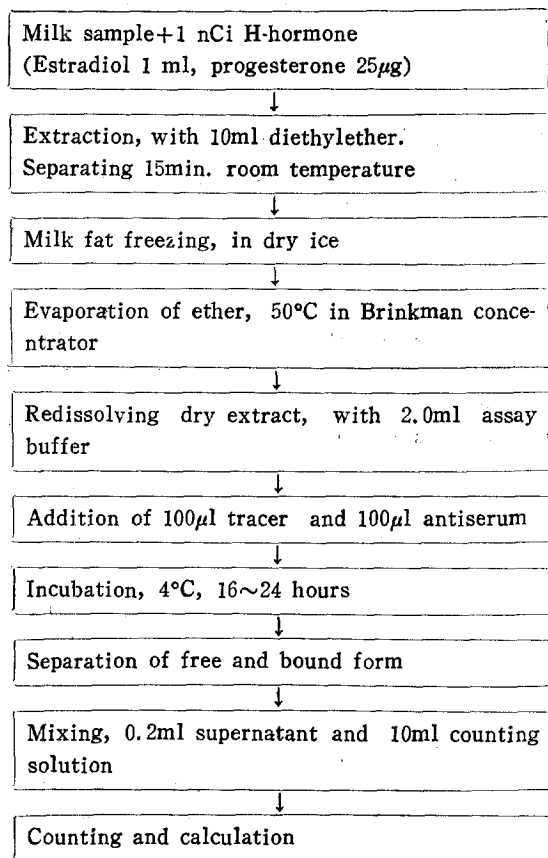 Milk sample+1 nCi H-hormone
(Estradiol 1 ml, progesterone 25μg)
↓
Extraction, with 10ml diethylether.
Separating 15min. room temperature
↓
Milk fat freezing, in dry ice
↓
Evaporation of ether, 50°C in Brinkman conce-
ntrator
↓
Redissolving dry extract, with 2.0ml assay
buffer
↓
Addition of 100μl tracer and 100μl antiserum
↓
Incubation, 4°C, 16~24 hours
↓
Separation of free and bound form
↓
Mixing, 0.2ml supernatant and 10ml counting
solution
↓
Counting and calculation